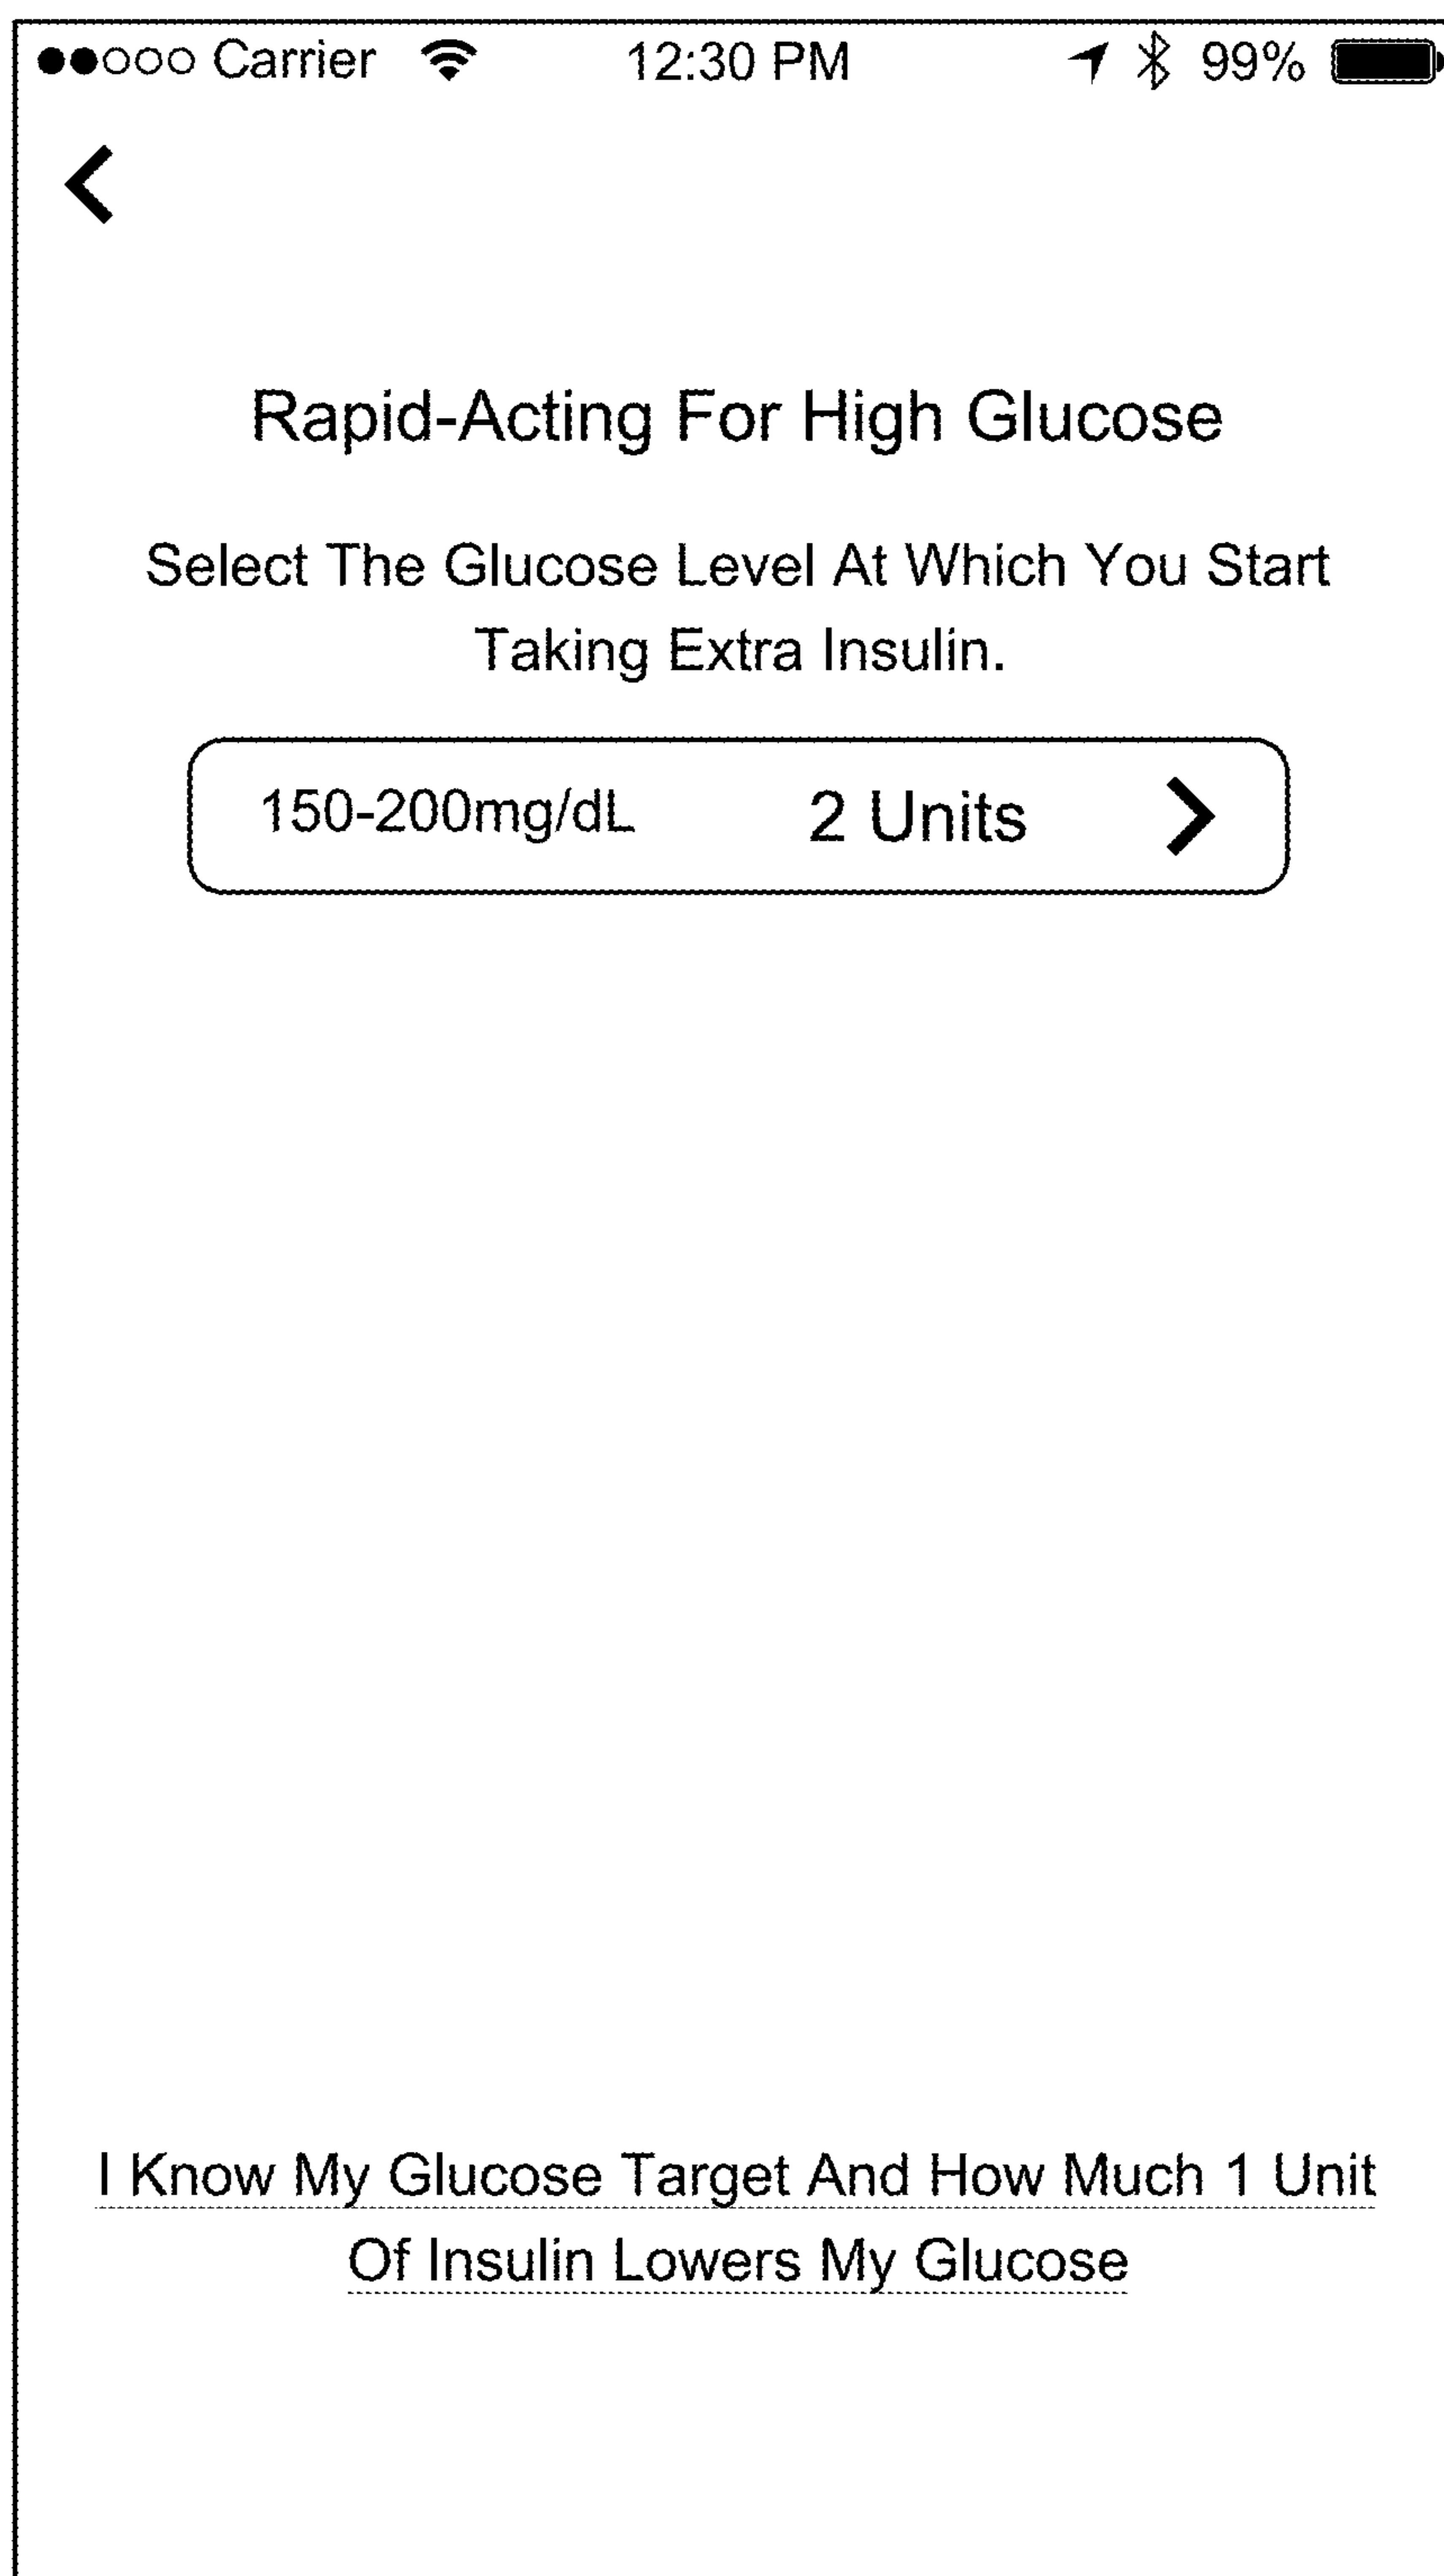 Carrier 12:30 PM 99%
Rapid-Acting For High Glucose
Select The Glucose Level At Which You Start
Taking Extra Insulin.
150-200mg/dL 2 Units
I Know My Glucose Target And How Much 1 Unit
Of Insulin Lowers My Glucose